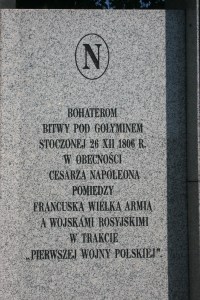 N
BOHATEROM
BITWY POD GOŁYMINEM
STOCZONEJ 26 XII 1806 R.
W OBECNOŚCI
CESARZA NAPOLEONA
POMIĘDZY
FRANCUSKĄ WIELKĄ ARMIĄ
A WOJSKAMI ROSYJSKIMI
W TRAKCIE
„PIERWSZEJ WOJNY POLSKIEJ”.